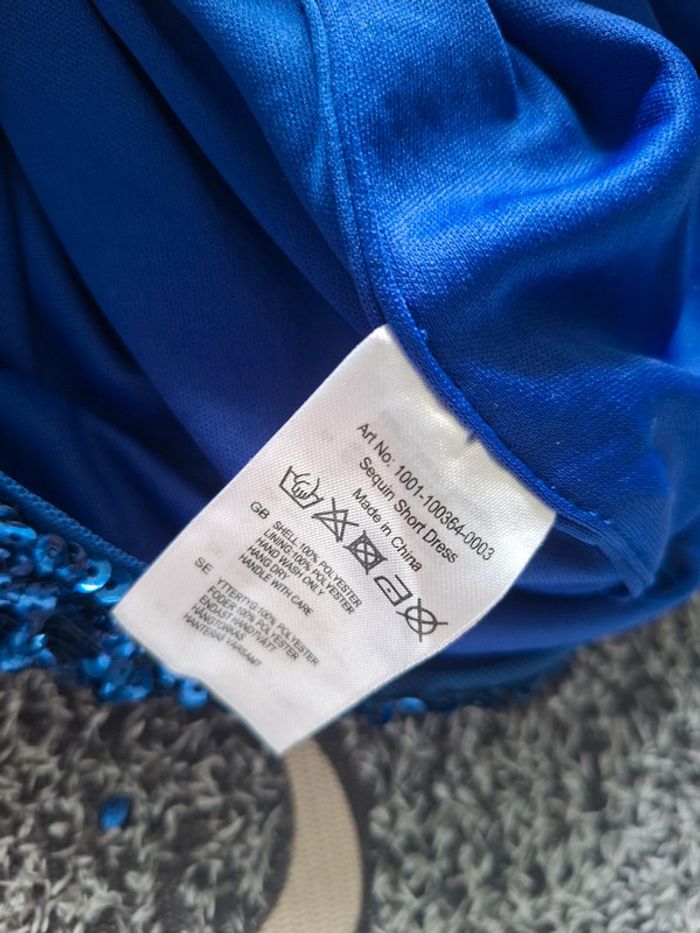 Art No: 1001-100364-0003
Sequin Short Dress
Made in China
GB
SHELL:100% POLYESTER
LINING:100% POLYESTER
HAND WASH ONLY
HANG DRY
HANDLE WITH CARE
SE
YTTERTYG:100% POLYESTER
FODER:100% POLYESTER
ENDAST HANDTVÄTT
HÄNGTORKAS
HANTERAS VARSAMT